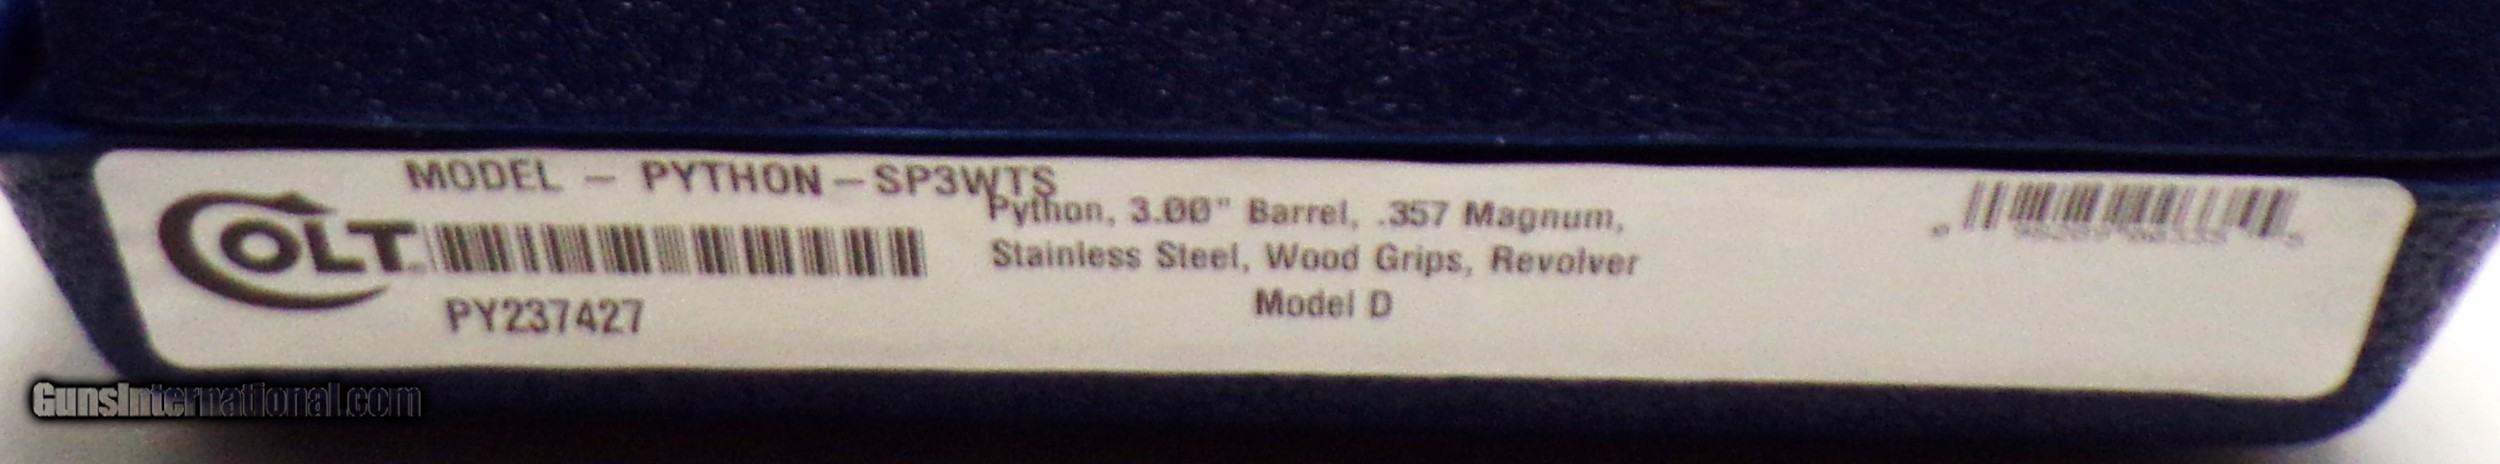 MODEL – PYTHON – SP3WTS
COLT
PY237427
Python, 3.00" Barrel, .357 Magnum,
Stainless Steel, Wood Grips, Revolver
Model D
GunsInternational.com